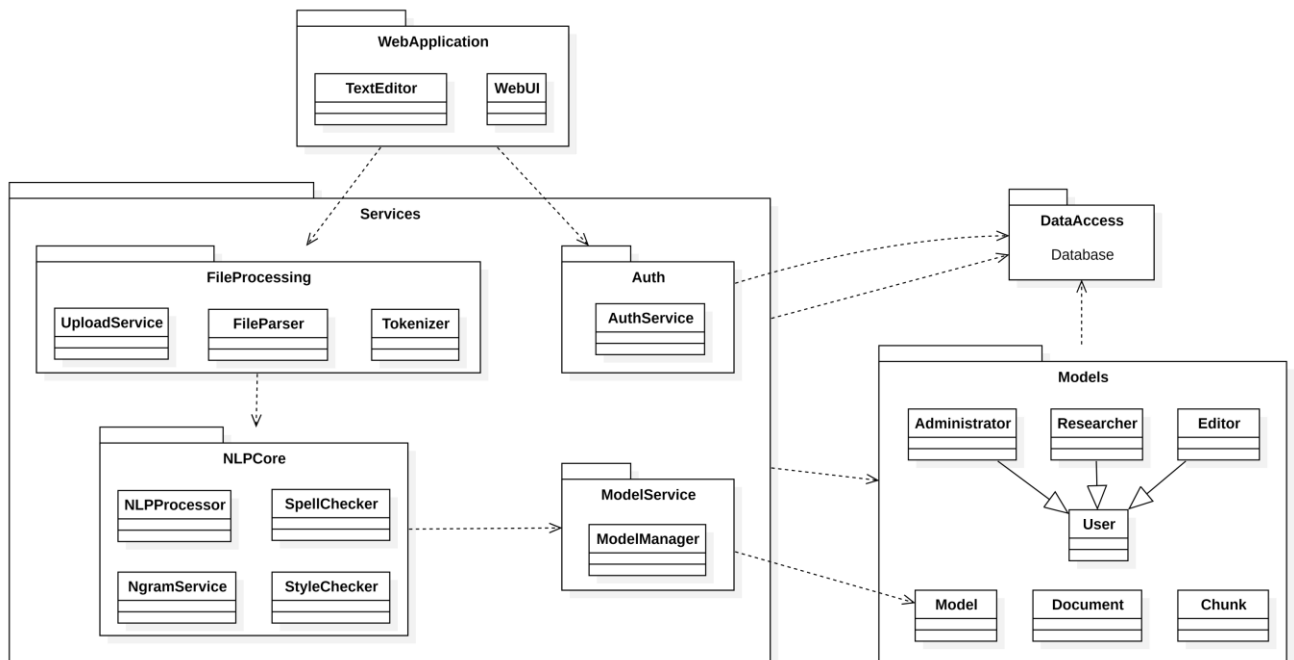 WebApplication
TextEditor
WebUI
Services
FileProcessing
UploadService
FileParser
Tokenizer
Auth
AuthService
DataAccess
Database
NLPCore
NLPProcessor
SpellChecker
NgramService
StyleChecker
ModelService
ModelManager
Models
Administrator
Researcher
Editor
User
Model
Document
Chunk